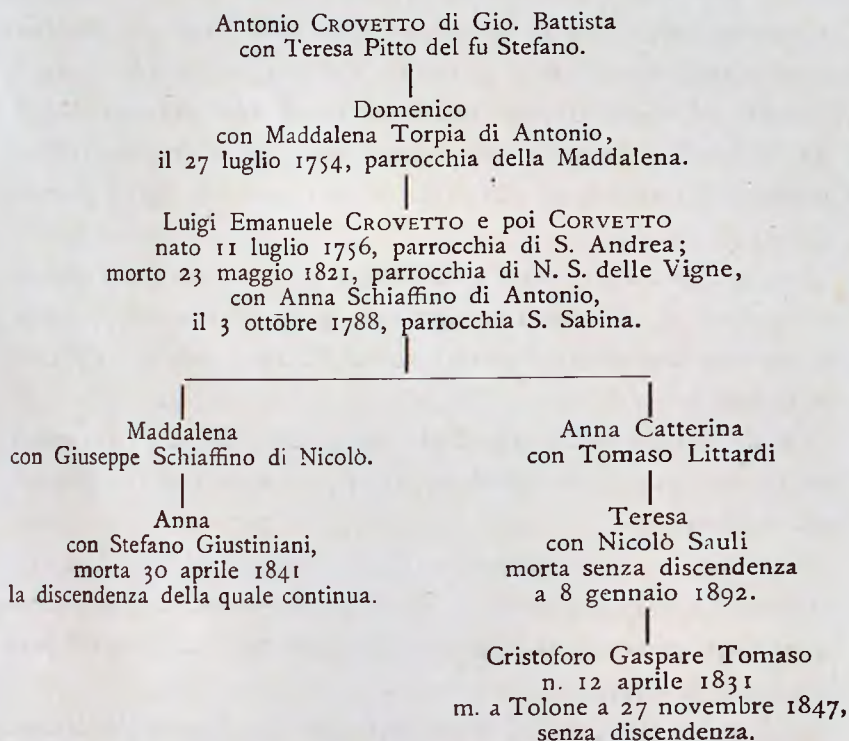 Antonio CROVETTO di Gio. Battista
con Teresa Pitto del fu Stefano.
Domenico
con Maddalena Torpia di Antonio,
il 27 luglio 1754, parrocchia della Maddalena.
Luigi Emanuele CROVETTO e poi CORVETTO
nato 11 luglio 1756, parrocchia di S. Andrea;
morto 23 maggio 1821, parrocchia di N. S. delle Vigne,
con Anna Schiaffino di Antonio,
il 3 ottōbre 1788, parrocchia S. Sabina.
Maddalena
con Giuseppe Schiaffino di Nicolò.
Anna
con Stefano Giustiniani,
morta 30 aprile 1841
la discendenza della quale continua.
Anna Catterina
con Tomaso Littardi
Teresa
con Nicolò Sauli
morta senza discendenza
a 8 gennaio 1892.
Cristoforo Gaspare Tomaso
n. 12 aprile 1831
m. a Tolone a 27 novembre 1847,
senza discendenza.